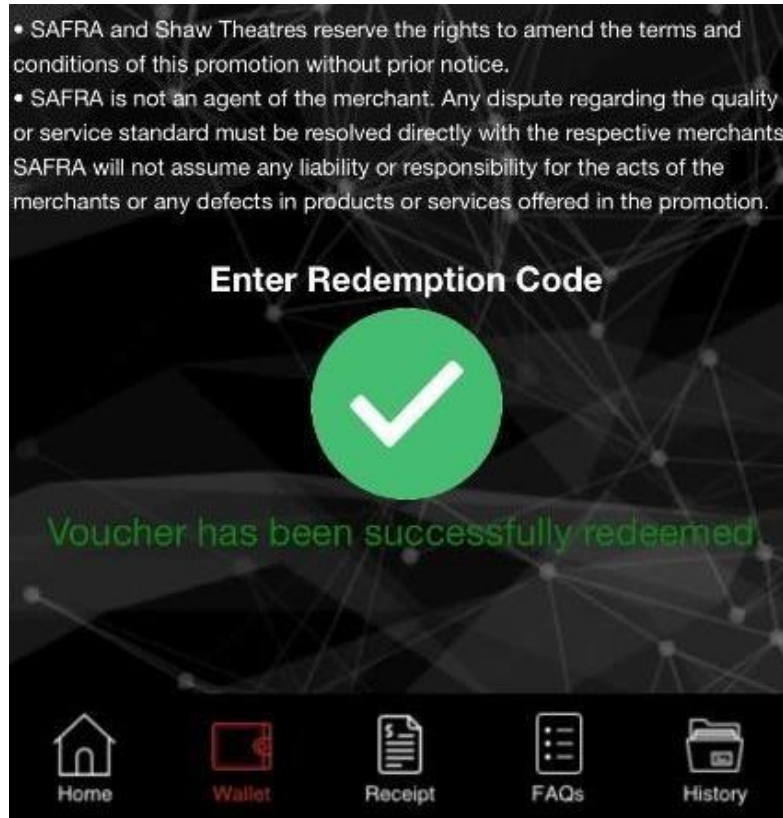 • SAFRA and Shaw Theatres reserve the rights to amend the terms and
conditions of this promotion without prior notice.
• SAFRA is not an agent of the merchant. Any dispute regarding the quality
or service standard must be resolved directly with the respective merchants
SAFRA will not assume any liability or responsibility for the acts of the
merchants or any defects in products or services offered in the promotion.
Enter Redemption Code
Voucher has been successfully redeemed.
Home Wallet Receipt FAQs History